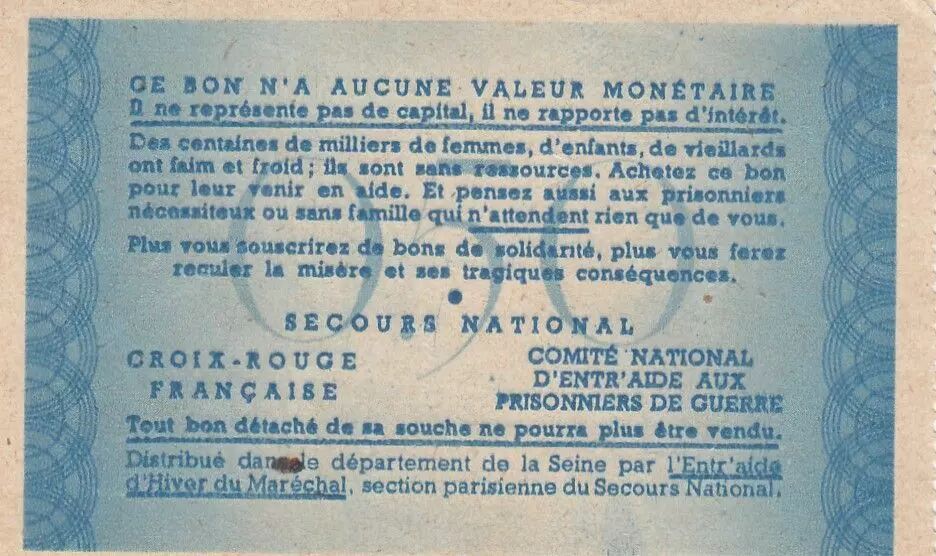 CE BON N'A AUCUNE VALEUR MONÉTAIRE
Il ne représente pas de capital, il ne rapporte pas d'intérêt.
Des centaines de milliers de femmes, d'enfants, de vieillards
ont faim et froid ; ils sont sans ressources. Achetez ce bon
pour leur venir en aide. Et pensez aussi aux prisonniers
nécessiteux ou sans famille qui n'attendent rien que de vous.
Plus vous souscrirez de bons de solidarité, plus vous ferez
reculer la misère et ses tragiques conséquences.
0,50
SECOURS NATIONAL
CROIX-ROUGE
FRANÇAISE
COMITÉ NATIONAL
D'ENTR'AIDE AUX
PRISONNIERS DE GUERRE
Tout bon détaché de sa souche ne pourra plus être vendu.
Distribué dans le département de la Seine par l'Entr'aide
d'Hiver du Maréchal, section parisienne du Secours National.